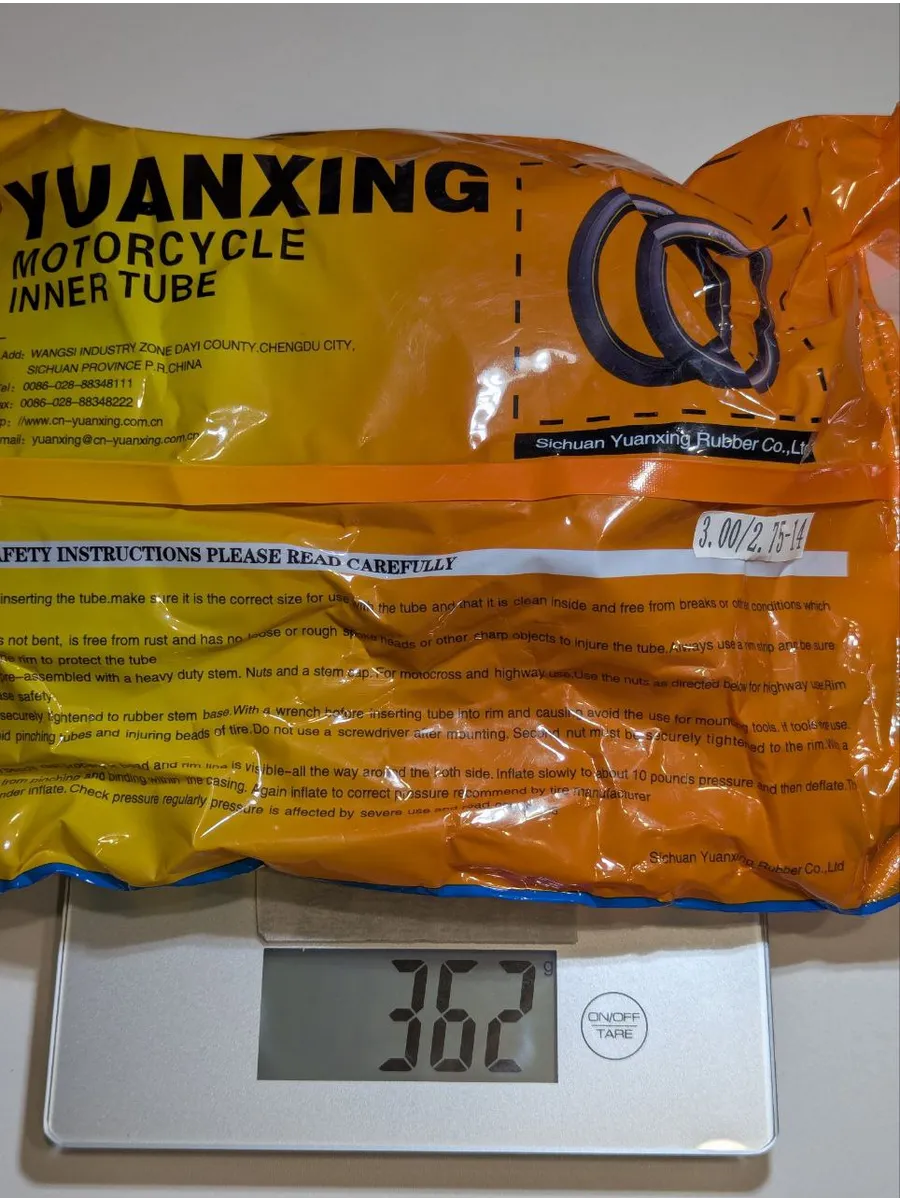 YUANXING
MOTORCYCLE
INNER TUBE
Add: WANGSI INDUSTRY ZONE DAYI COUNTY.CHENGDU CITY,
SICHUAN PROVINCE P.R.CHINA
Tel: 0086-028-88348111
ax: 0086-028-88348222
p: //www.cn-yuanxing.com.cn
mail: yuanxing@cn-yuanxing.com.cn
Sichuan Yuanxing Rubber Co.,Lt
3.00/2.75-14
AFETY INSTRUCTIONS PLEASE READ CAREFULLY
inserting the tube.make sure it is the correct size for use with the tube and that it is clean inside and free from breaks or other conditions which
s not bent, is free from rust and has no loose or rough spoke heads or other sharp objects to injure the tube.Always use a rim strip and be sure
the rim to protect the tube
re-assembled with a heavy duty stem. Nuts and a stem cap.For motocross and highway use.Use the nuts as directed below for highway use.Rim
ase safety
securely tightened to rubber stem base.With a wrench before inserting tube into rim and causing avoid the use for moun tools. if tools use.
id pinching tubes and injuring beads of tire.Do not use a screwdriver after mounting. Second nut must be securely tightened to the rim.
and rim line is visible-all the way around the both side. Inflate slowly to about 10 pounds pressure and then deflate.Th
from pinching and binding within the casing. Again inflate to correct pressure recommend by tire manufacturer
nder inflate. Check pressure regularly pressure is affected by severe use and
Sichuan Yuanxing Rubber Co.,Ltd
362 g
ON/OFF
TARE